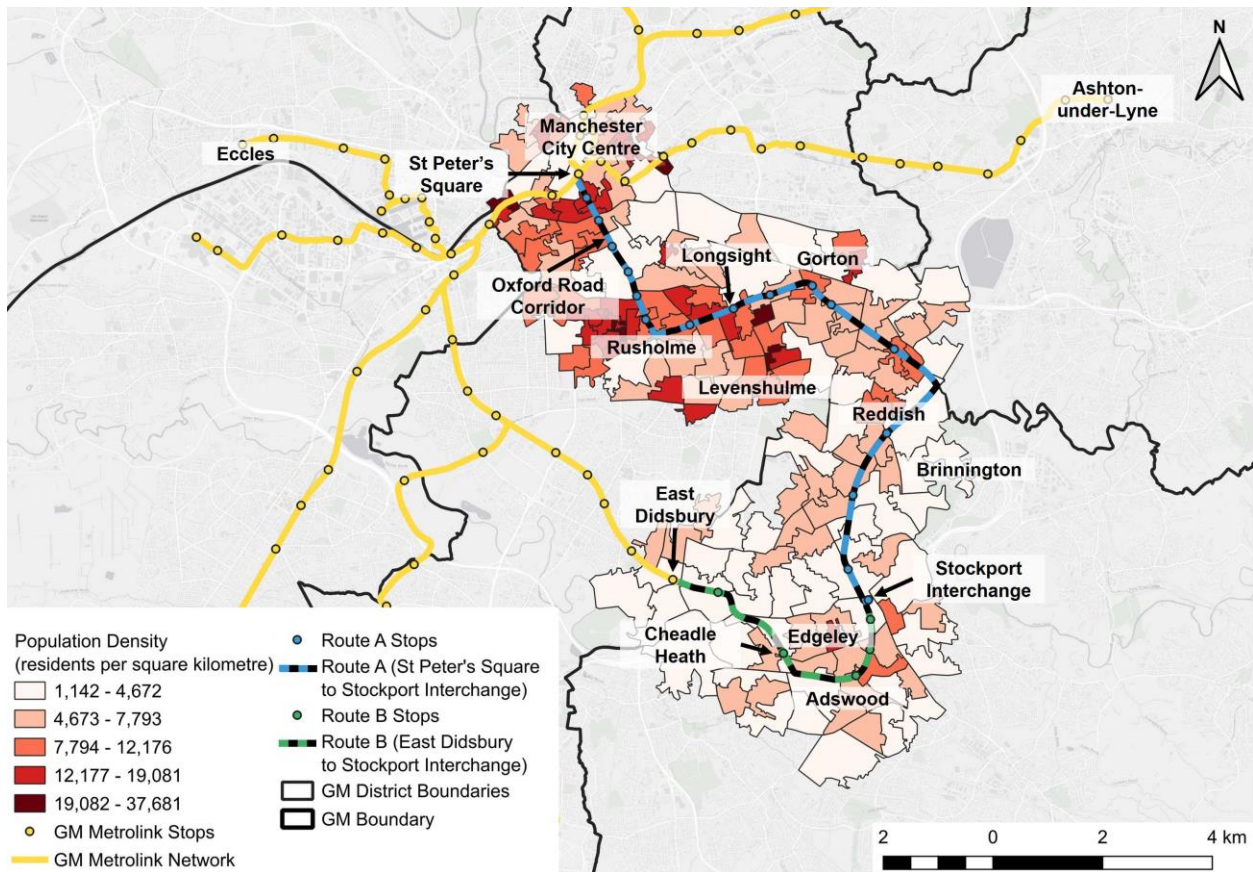 N
Ashton-
under-Lyne
Manchester
City Centre
Eccles
St Peter's
Square
Longsight
Gorton
Oxford Road
Corridor
Rusholme
Levenshulme
Reddish
Brinnington
East
Didsbury
Stockport
Interchange
Cheadle
Heath
Edgeley
Adswood
Population Density
(residents per square kilometre)
1,142 - 4,672
4,673 - 7,793
7,794 - 12,176
12,177 - 19,081
19,082 - 37,681
GM Metrolink Stops
GM Metrolink Network
Route A Stops
Route A (St Peter's Square
to Stockport Interchange)
Route B Stops
Route B (East Didsbury
to Stockport Interchange)
GM District Boundaries
GM Boundary
2 0 2 4 km